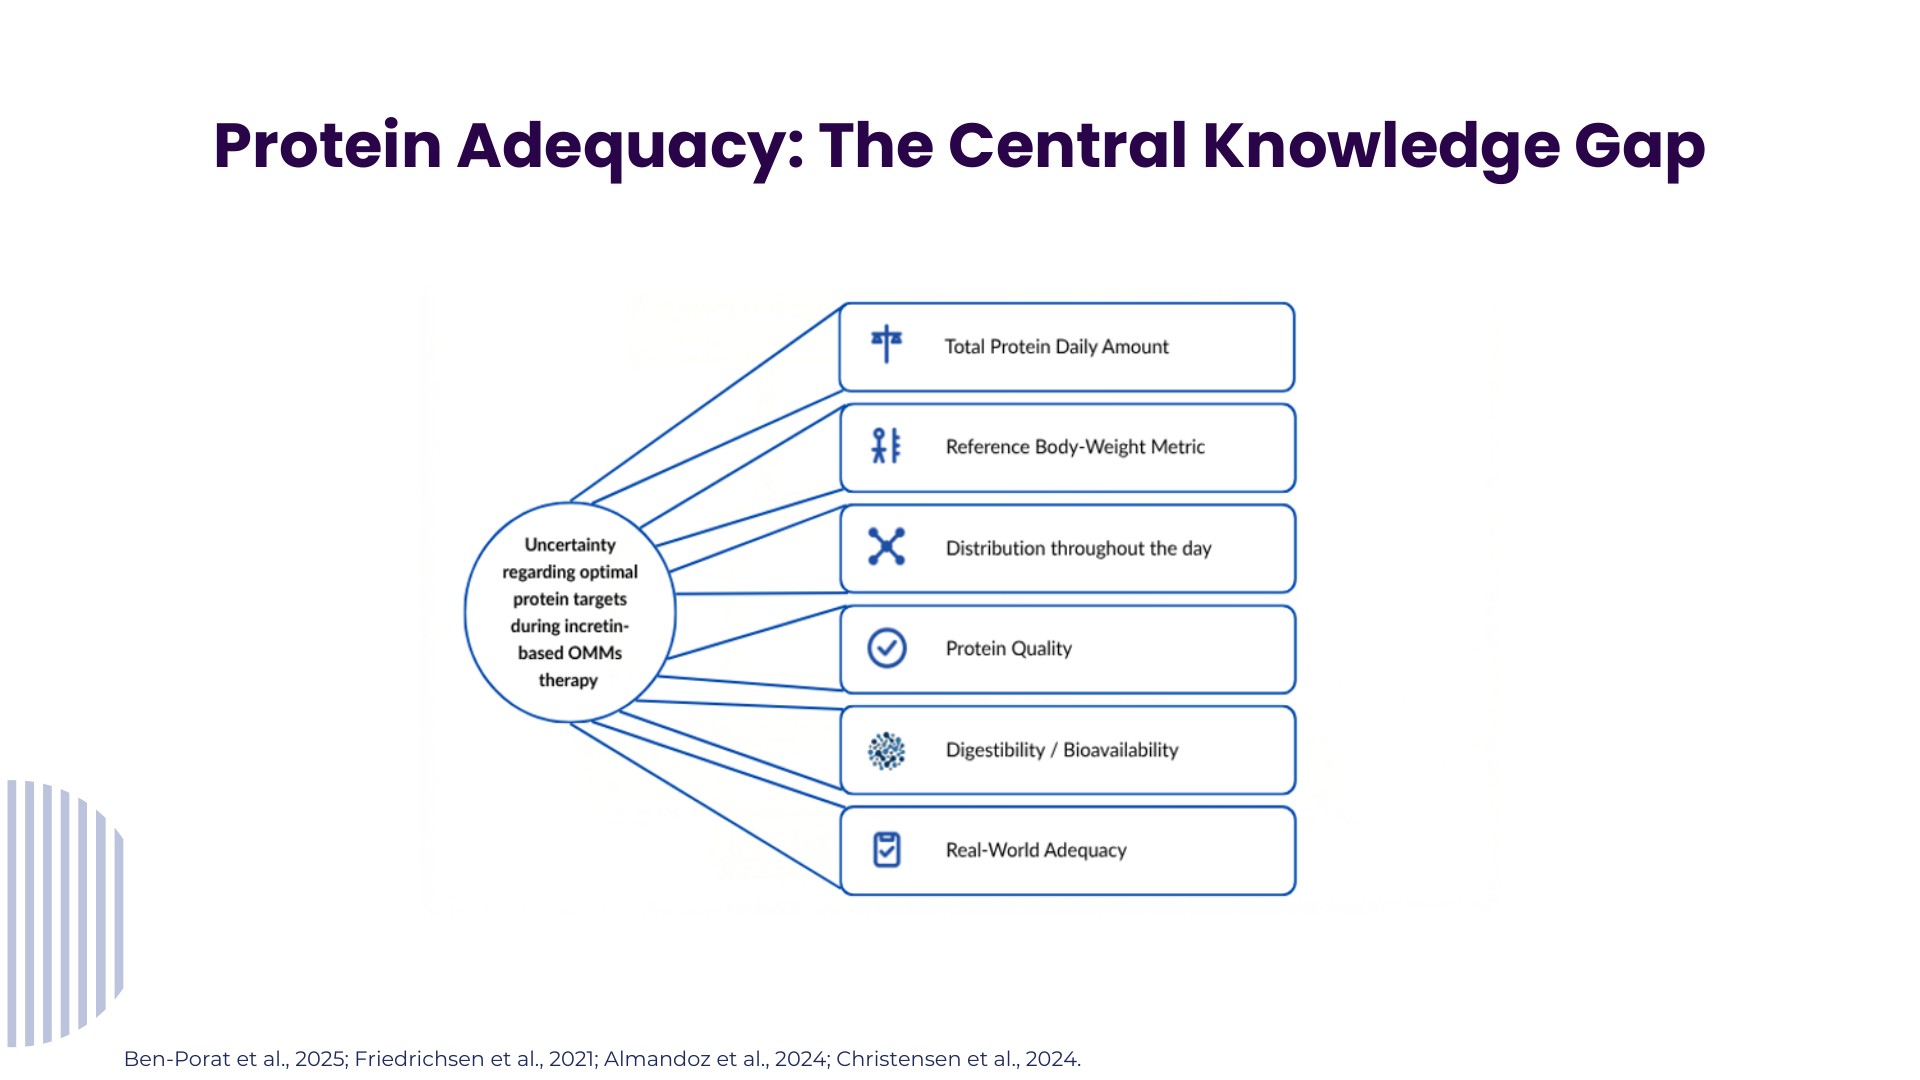 Protein Adequacy: The Central Knowledge Gap
Uncertainty
regarding optimal
protein targets
during incretin-
based OMMs
therapy
Total Protein Daily Amount
Reference Body-Weight Metric
Distribution throughout the day
Protein Quality
Digestibility / Bioavailability
Real-World Adequacy
Ben-Porat et al., 2025; Friedrichsen et al., 2021; Almandoz et al., 2024; Christensen et al., 2024.